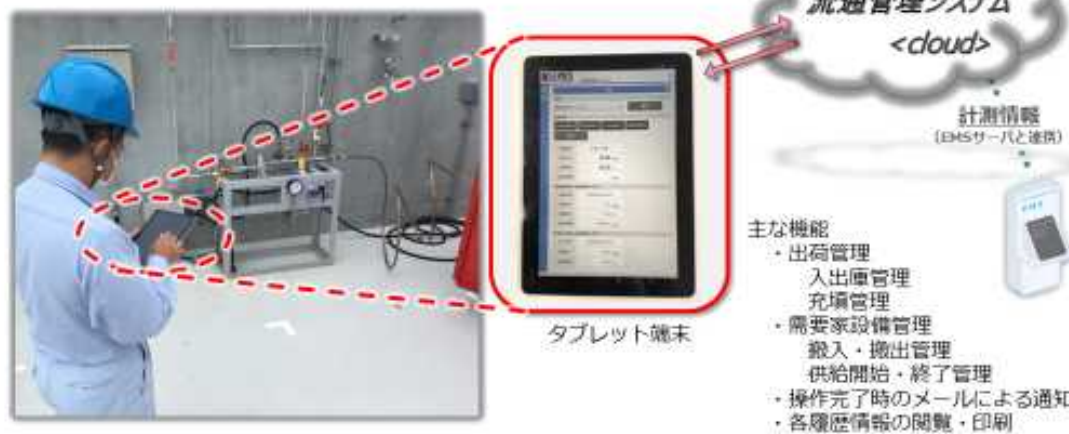 流通管理システム
<cloud>
計測情報
(EMSサーバと連携)
タブレット端末
主な機能
・出荷管理
入出庫管理
充填管理
・需要家設備管理
搬入・搬出管理
供給開始・終了管理
・操作完了時のメールによる通知
・各履歴情報の閲覧・印刷